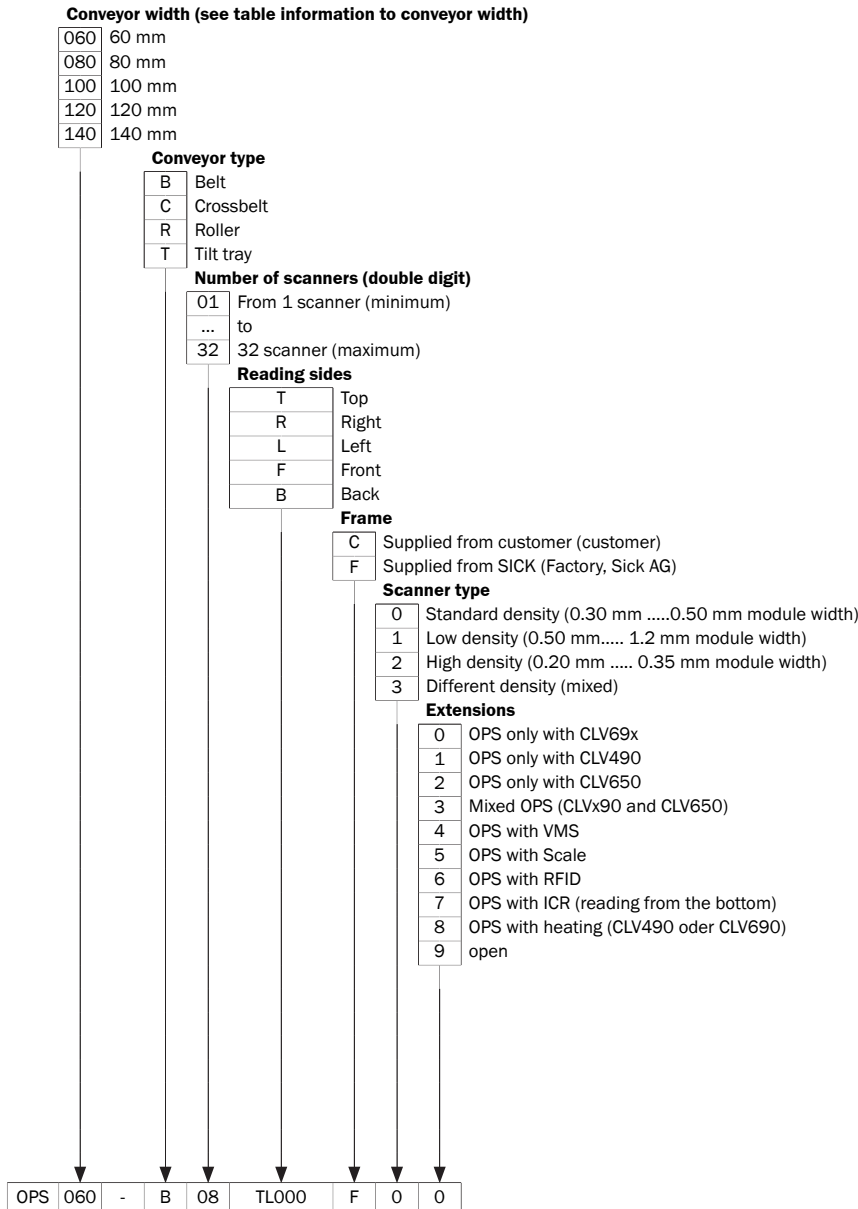 Conveyor width (see table information to conveyor width)
060 60 mm
080 80 mm
100 100 mm
120 120 mm
140 140 mm
Conveyor type
B Belt
C Crossbelt
R Roller
T Tilt tray
Number of scanners (double digit)
01 From 1 scanner (minimum)
... to
32 32 scanner (maximum)
Reading sides
T Top
R Right
L Left
F Front
B Back
Frame
C Supplied from customer (customer)
F Supplied from SICK (Factory, Sick AG)
Scanner type
0 Standard density (0.30 mm .....0.50 mm module width)
1 Low density (0.50 mm..... 1.2 mm module width)
2 High density (0.20 mm ..... 0.35 mm module width)
3 Different density (mixed)
Extensions
0 OPS only with CLV69x
1 OPS only with CLV490
2 OPS only with CLV650
3 Mixed OPS (CLVx90 and CLV650)
4 OPS with VMS
5 OPS with Scale
6 OPS with RFID
7 OPS with ICR (reading from the bottom)
8 OPS with heating (CLV490 oder CLV690)
9 open
OPS 060 - B 08 TL000 F 0 0